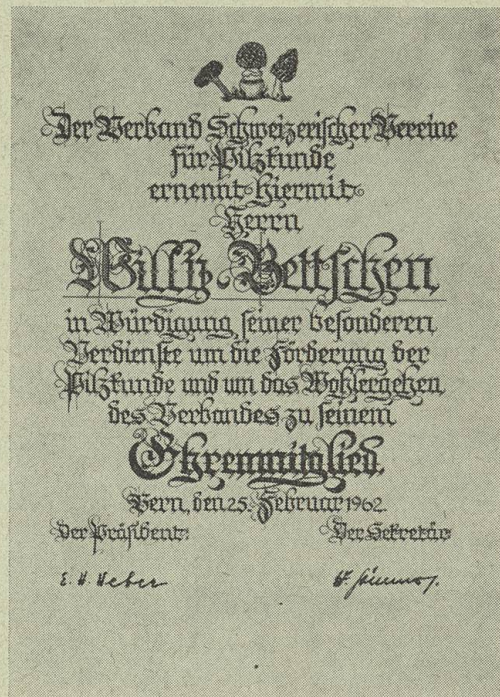 Der Verband Schweizerischer Vereine
für Pilzkunde
ernennt hiermit
Herrn
Willy Bettschen
in Würdigung seiner besonderen
Verdienste um die Förderung der
Pilzkunde und um das Wohlergehen
des Verbandes zu seinem
Ehrenmitglied.
Bern, den 25. Februar 1962.
Der Präsident: Der Sekretär:
E. H. Weber